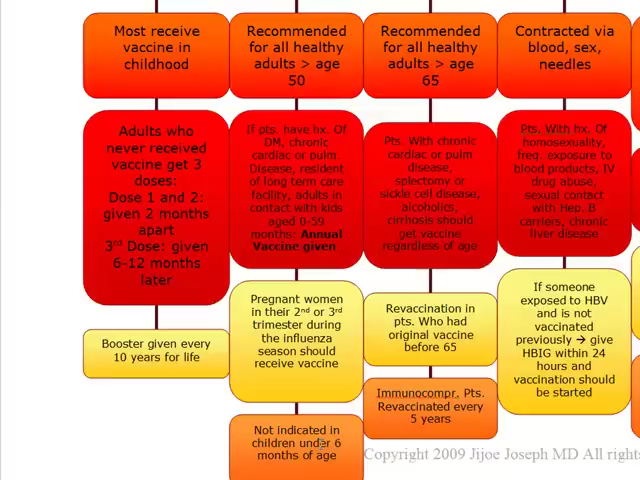 Most receive
vaccine in
childhood
Adults who
never received
vaccine get 3
doses:
Dose 1 and 2:
given 2 months
apart
3rd Dose: given
6-12 months
later
Booster given every
10 years for life
Recommended
for all healthy
adults > age
50
If pts. have hx. Of
DM, chronic
cardiac or pulm.
Disease, resident
of long term care
facility, adults in
contact with kids
aged 0-59
months: Annual
Vaccine given
Pregnant women
in their 2nd or 3rd
trimester during
the influenza
season should
receive vaccine
Not indicated in
children under 6
months of age
Recommended
for all healthy
adults > age
65
Pts. With chronic
cardiac or pulm
disease,
splectomy or
sickle cell disease,
alcoholics,
cirrhosis should
get vaccine
regardless of age
Revaccination in
pts. Who had
original vaccine
before 65
Immunocompr. Pts.
Revaccinated every
5 years
Contracted via
blood, sex,
needles
Pts. With hx. Of
homosexuality,
freq. exposure to
blood products, IV
drug abuse,
sexual contact
with Hep. B
carriers, chronic
liver disease
If someone
exposed to HBV
and is not
vaccinated
previously → give
HBIG within 24
hours and
vaccination should
be started
Copyright 2009 Jijoe Joseph MD All rights